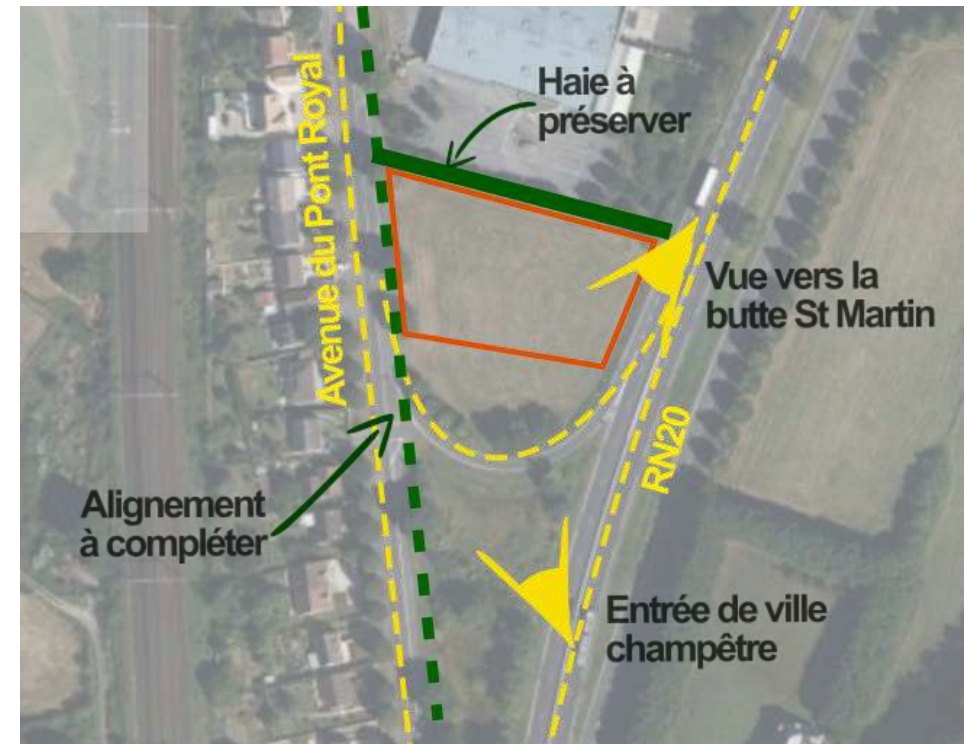 Haie à
préserver
Avenue du Pont Royal
Vue vers la
butte St Martin
RN20
Alignement
à compléter
Entrée de ville
champêtre